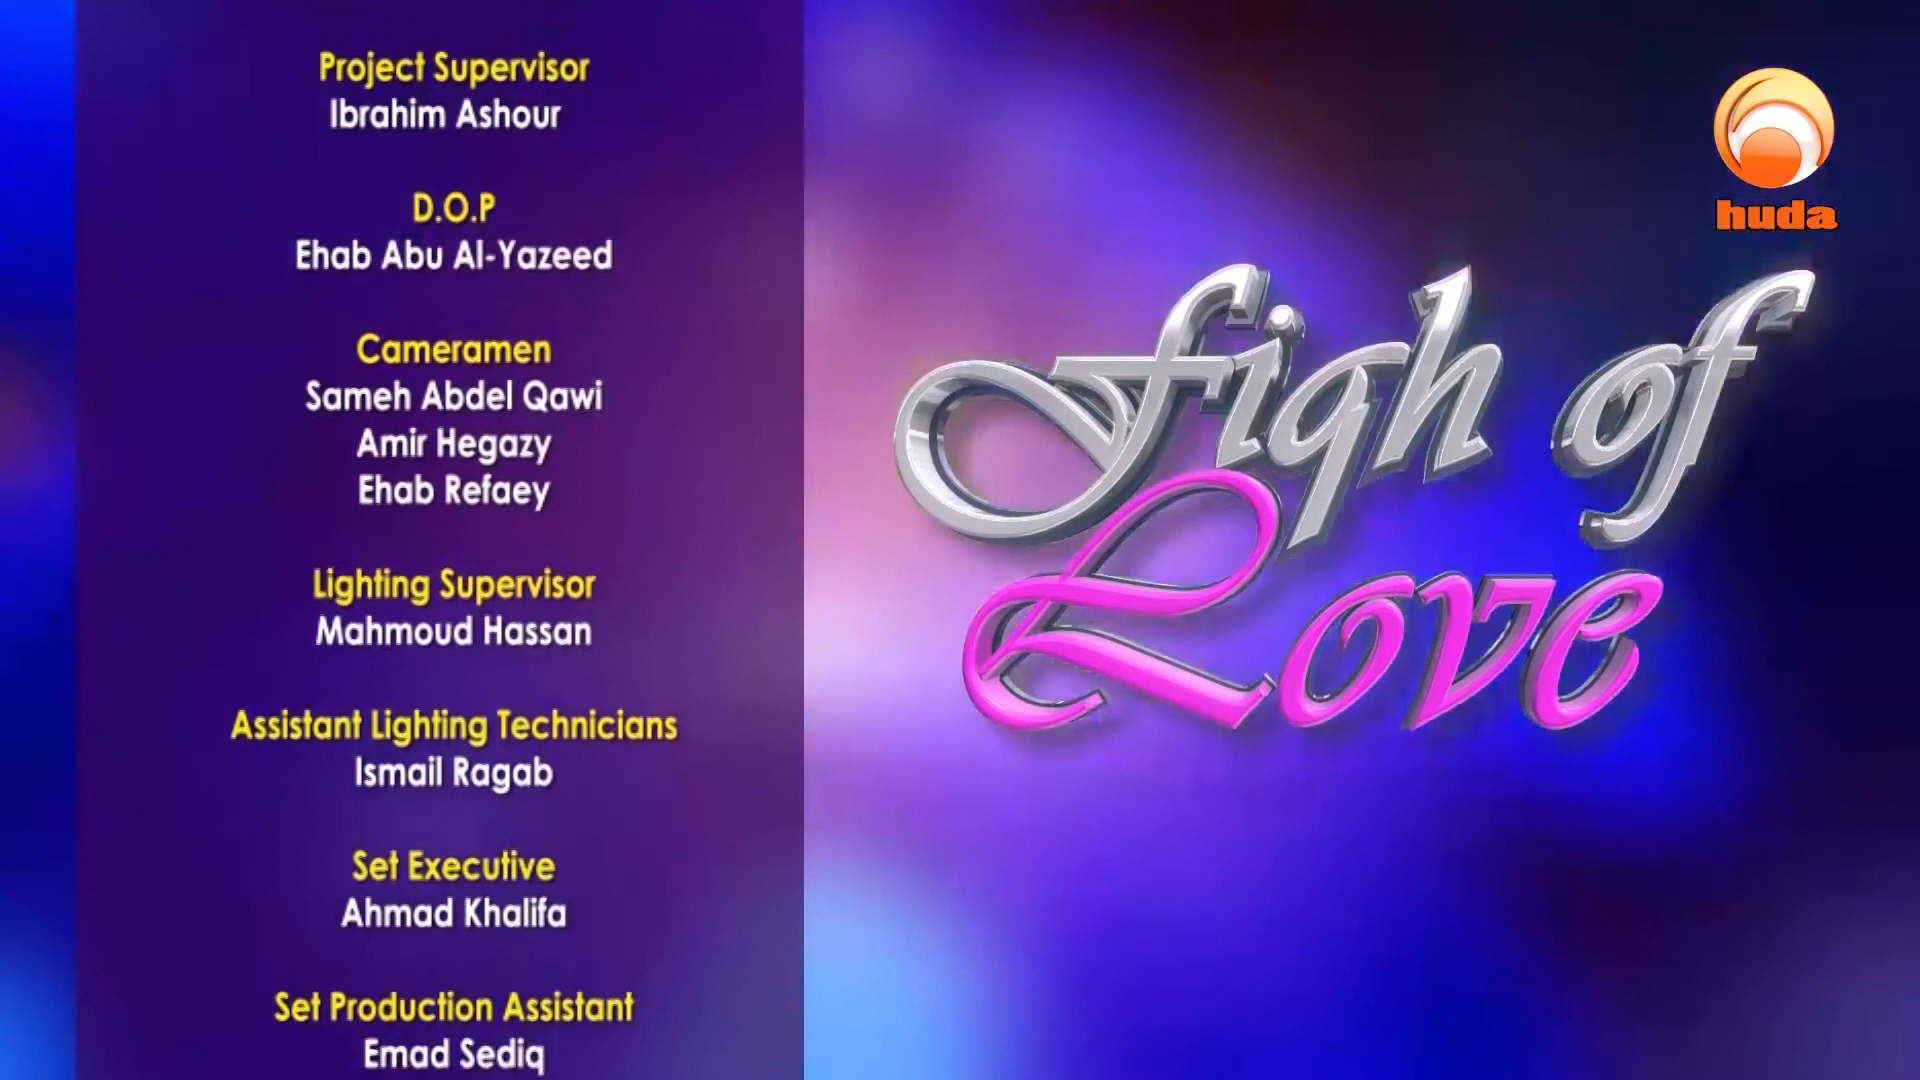 Project Supervisor
Ibrahim Ashour
D.O.P
Ehab Abu Al-Yazeed
Cameramen
Sameh Abdel Qawi
Amir Hegazy
Ehab Refaey
Lighting Supervisor
Mahmoud Hassan
Assistant Lighting Technicians
Ismail Ragab
Set Executive
Ahmad Khalifa
Set Production Assistant
Emad Sediq
huda
Fiqh of
Love